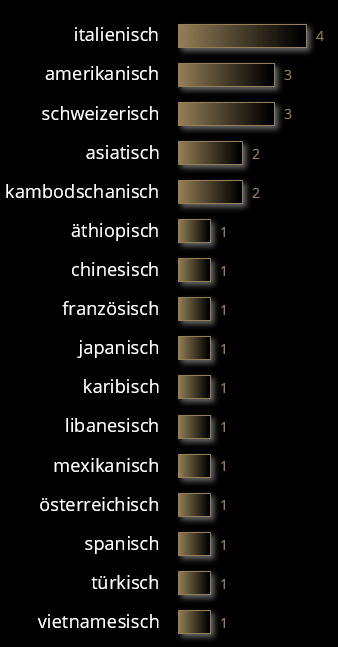 italienisch 4
amerikanisch 3
schweizerisch 3
asiatisch 2
kambodschanisch 2
äthiopisch 1
chinesisch 1
französisch 1
japanisch 1
karibisch 1
libanesisch 1
mexikanisch 1
österreichisch 1
spanisch 1
türkisch 1
vietnamesisch 1